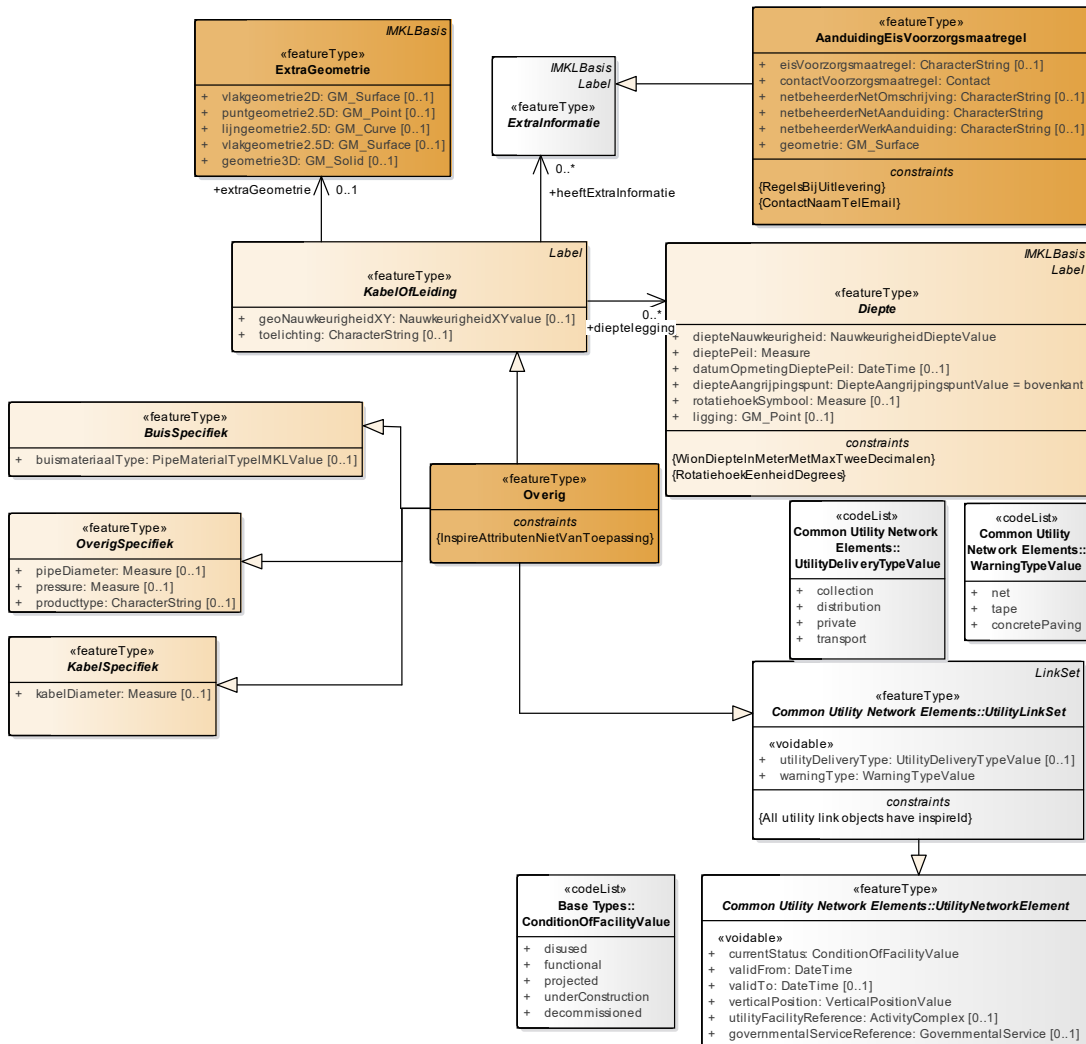 IMKLBasis
«featureType»
ExtraGeometrie
+ vlakgeometrie2D: GM_Surface [0..1]
+ puntgeometrie2.5D: GM_Point [0..1]
+ lijngeometrie2.5D: GM_Curve [0..1]
+ vlakgeometrie2.5D: GM_Surface [0..1]
+ geometrie3D: GM_Solid [0..1]
IMKLBasis
Label
«featureType»
ExtraInformatie
«featureType»
AanduidingEisVoorzorgsmaatregel
+ eisVoorzorgsmaatregel: CharacterString [0..1]
+ contactVoorzorgsmaatregel: Contact
+ netbeheerderNetOmschrijving: CharacterString [0..1]
+ netbeheerderNetAanduiding: CharacterString
+ netbeheerderWerkAanduiding: CharacterString [0..1]
+ geometrie: GM_Surface
constraints
{RegelsBijUitlevering}
{ContactNaamTelEmail}
+extraGeometrie 0..1
0..*
+heeftExtraInformatie
Label
«featureType»
KabelOfLeiding
+ geoNauwkeurigheidXY: NauwkeurigheidXYvalue [0..1]
+ toelichting: CharacterString [0..1]
0..*
+dieptelegging
IMKLBasis
Label
«featureType»
Diepte
+ diepteNauwkeurigheid: NauwkeurigheidDiepteValue
+ dieptePeil: Measure
+ datumOpmetingDieptePeil: DateTime [0..1]
+ diepteAangrijpingspunt: DiepteAangrijpingspuntValue = bovenkant
+ rotatiehoekSymbool: Measure [0..1]
+ ligging: GM_Point [0..1]
constraints
{WionDiepteInMeterMetMaxTweeDecimalen}
{RotatiehoekEenheidDegrees}
«featureType»
BuisSpecifiek
+ buismateriaalType: PipeMaterialTypeIMKLValue [0..1]
«featureType»
Overig
constraints
{InspireAttributenNietVanToepassing}
«featureType»
OverigSpecifiek
+ pipeDiameter: Measure [0..1]
+ pressure: Measure [0..1]
+ producttype: CharacterString [0..1]
«featureType»
KabelSpecifiek
+ kabelDiameter: Measure [0..1]
«codeList»
Common Utility Network
Elements::
UtilityDeliveryTypeValue
+ collection
+ distribution
+ private
+ transport
«codeList»
Common Utility
Network Elements::
WarningTypeValue
+ net
+ tape
+ concretePaving
LinkSet
«featureType»
Common Utility Network Elements::UtilityLinkSet
«voidable»
+ utilityDeliveryType: UtilityDeliveryTypeValue [0..1]
+ warningType: WarningTypeValue
constraints
{All utility link objects have inspireId}
«codeList»
Base Types::
ConditionOfFacilityValue
+ disused
+ functional
+ projected
+ underConstruction
+ decommissioned
«featureType»
Common Utility Network Elements::UtilityNetworkElement
«voidable»
+ currentStatus: ConditionOfFacilityValue
+ validFrom: DateTime
+ validTo: DateTime [0..1]
+ verticalPosition: VerticalPositionValue
+ utilityFacilityReference: ActivityComplex [0..1]
+ governmentalServiceReference: GovernmentalService [0..1]